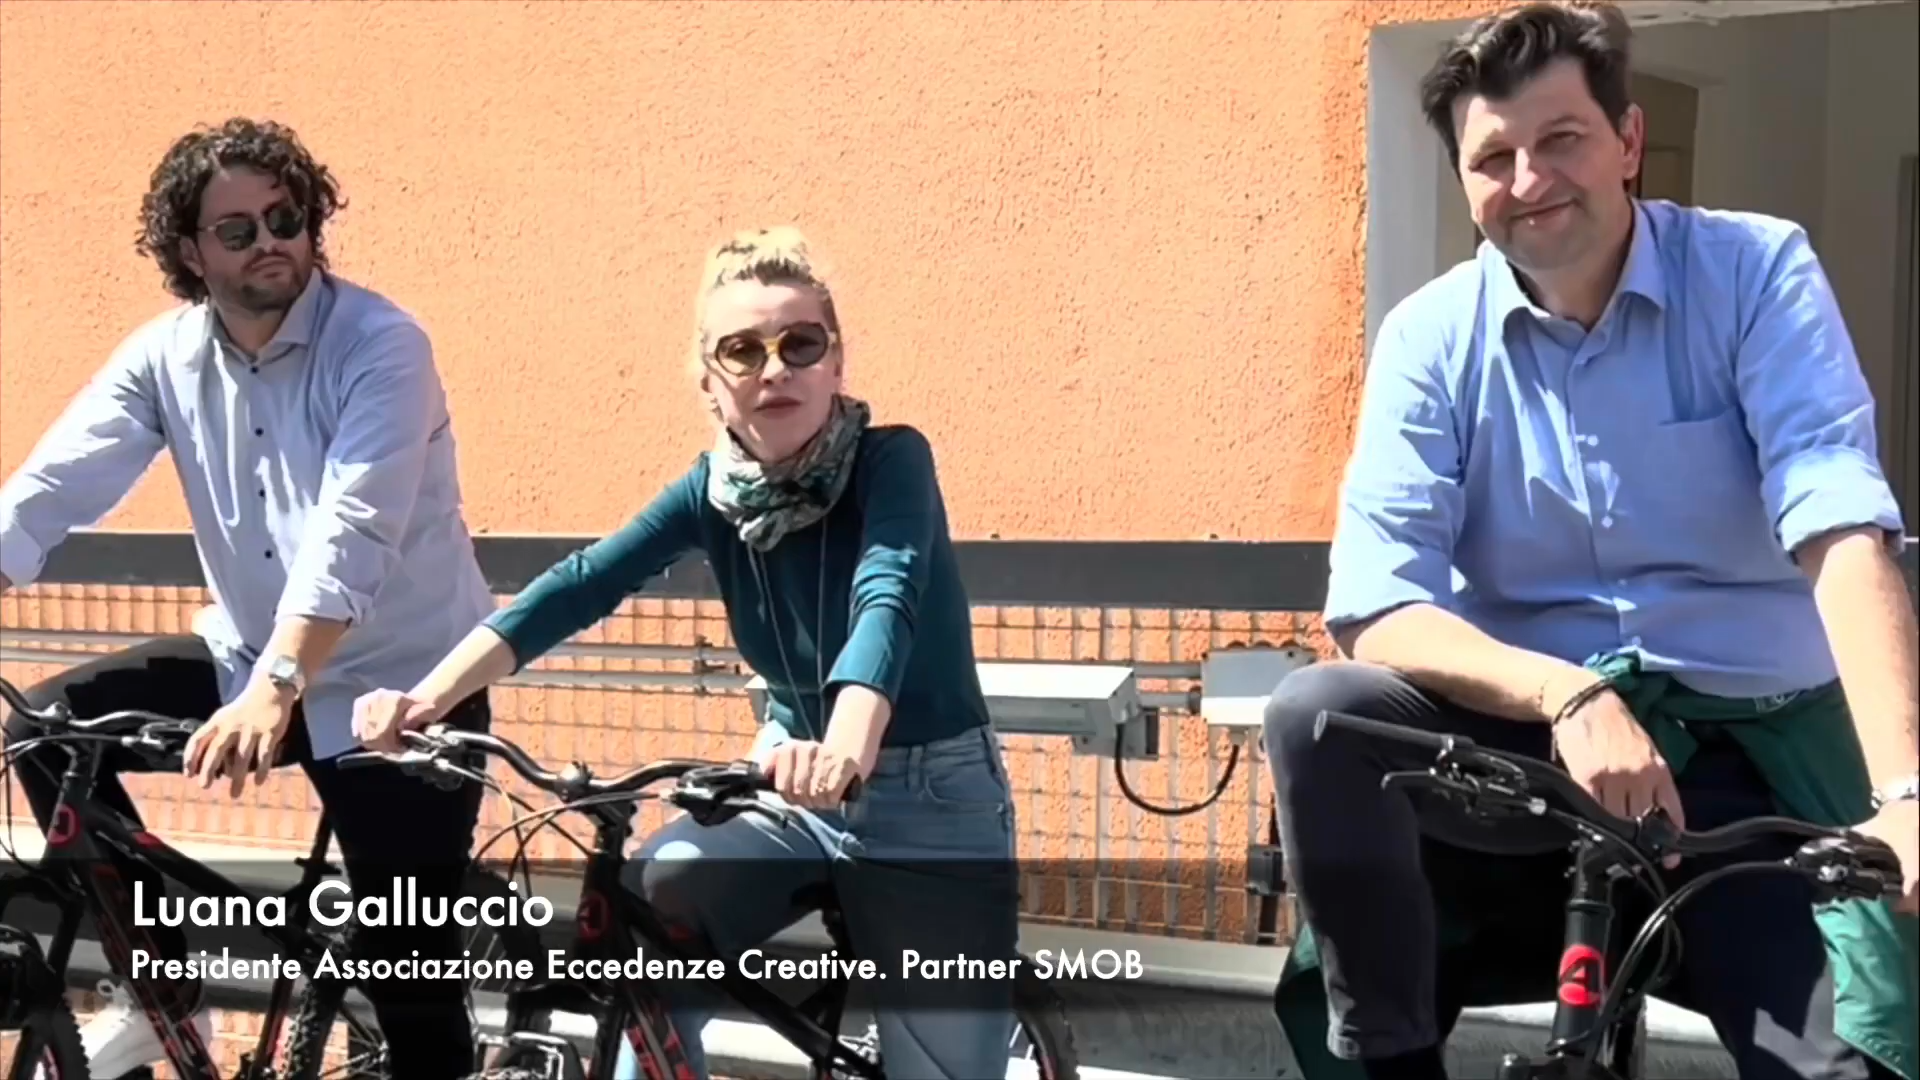 Luana Galluccio
Presidente Associazione Eccedenze Creative. Partner SMOB